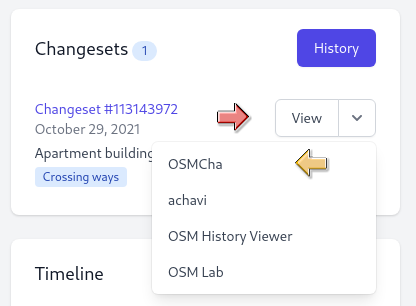 Changesets 1
History
Changeset #113143972
View
October 29, 2021
Apartment building
Crossing ways
OSMCha
achavi
OSM History Viewer
OSM Lab
Timeline